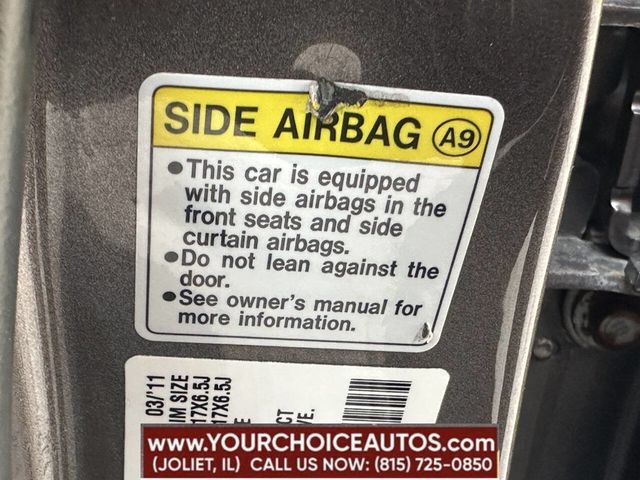 SIDE AIRBAG A9
•This car is equipped
with side airbags in the
front seats and side
curtain airbags.
•Do not lean against the
door.
•See owner's manual for
more information.
03/'11
IM SIZE
17X6.5J
17X6.5J
CT
VE.
www.YOURCHOICEAUTOS.com
(JOLIET, IL) CALL US NOW: (815) 725-0850